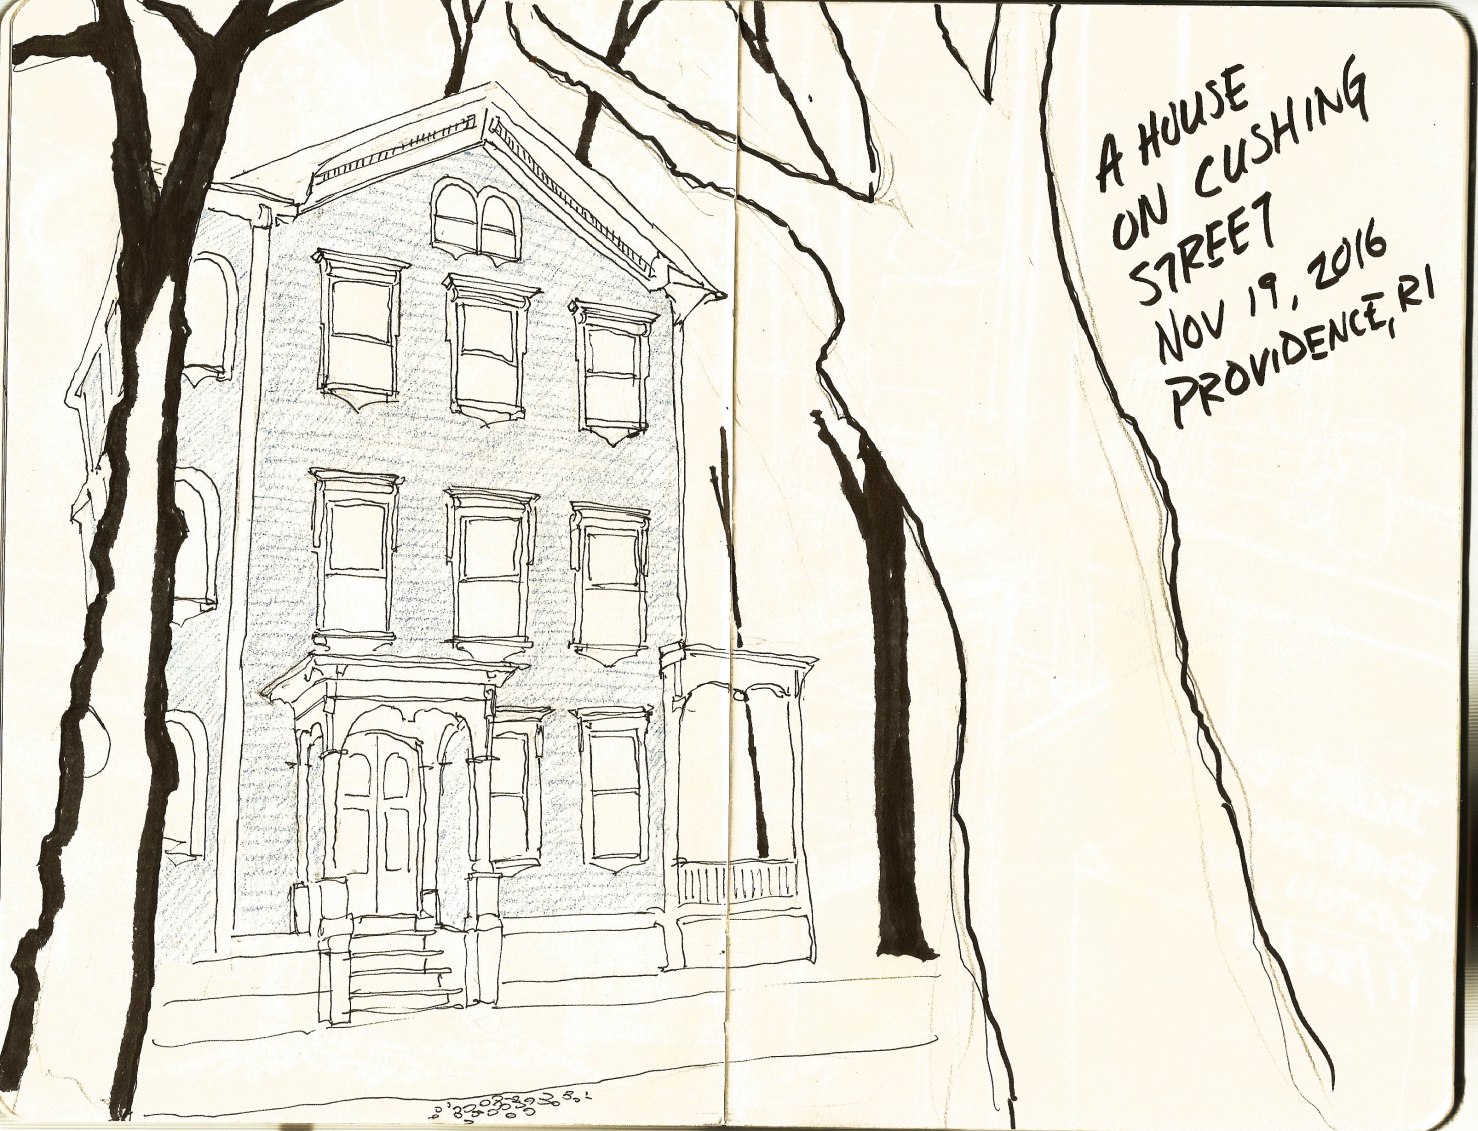 A HOUSE
ON CUSHING
STREET
NOV 19, 2016
PROVIDENCE, RI